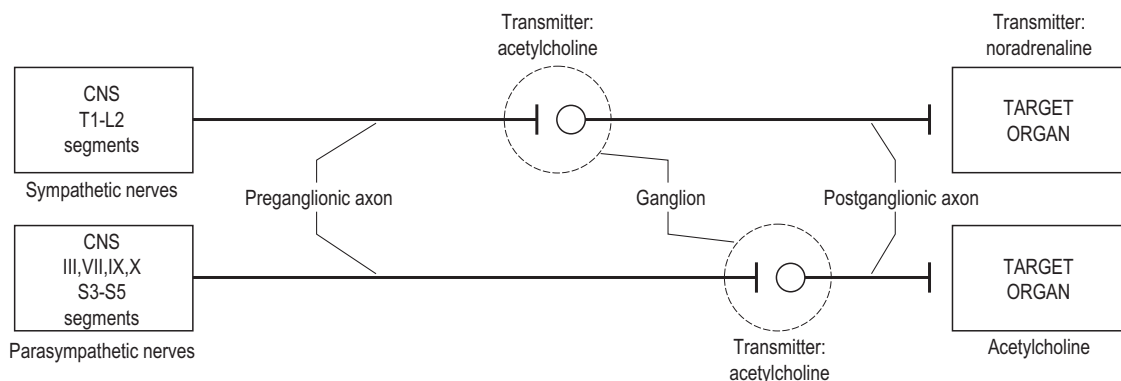 Transmitter:
acetylcholine
Transmitter:
noradrenaline
CNS
T1-L2
segments
TARGET
ORGAN
Sympathetic nerves
Preganglionic axon
Ganglion
Postganglionic axon
CNS
III,VII,IX,X
S3-S5
segments
TARGET
ORGAN
Parasympathetic nerves
Transmitter:
acetylcholine
Acetylcholine